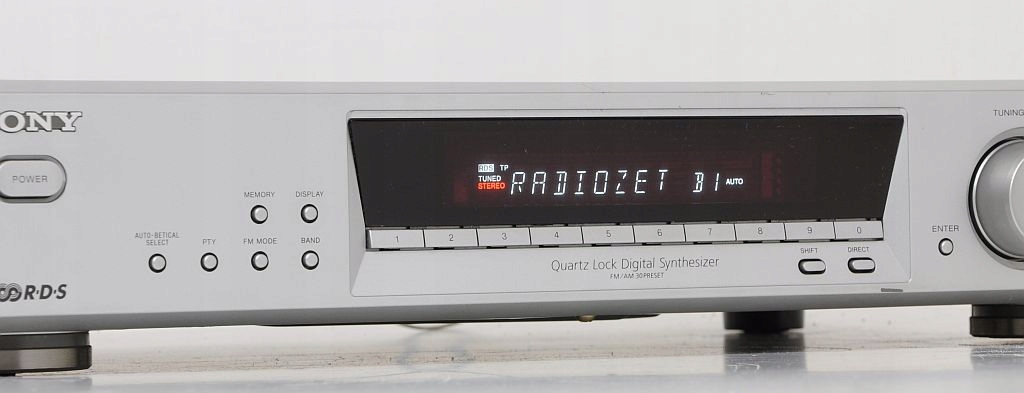 ONY
TUNING
POWER
RDS TP
TUNED
STEREO
RADIOZET B1 AUTO
MEMORY DISPLAY
AUTO-BETICAL
SELECT
PTY FM MODE BAND
1 2 3 4 5 6 7 8 9 0
ENTER
SHIFT DIRECT
Quartz Lock Digital Synthesizer
FM/AM 30PRESET
R·D·S